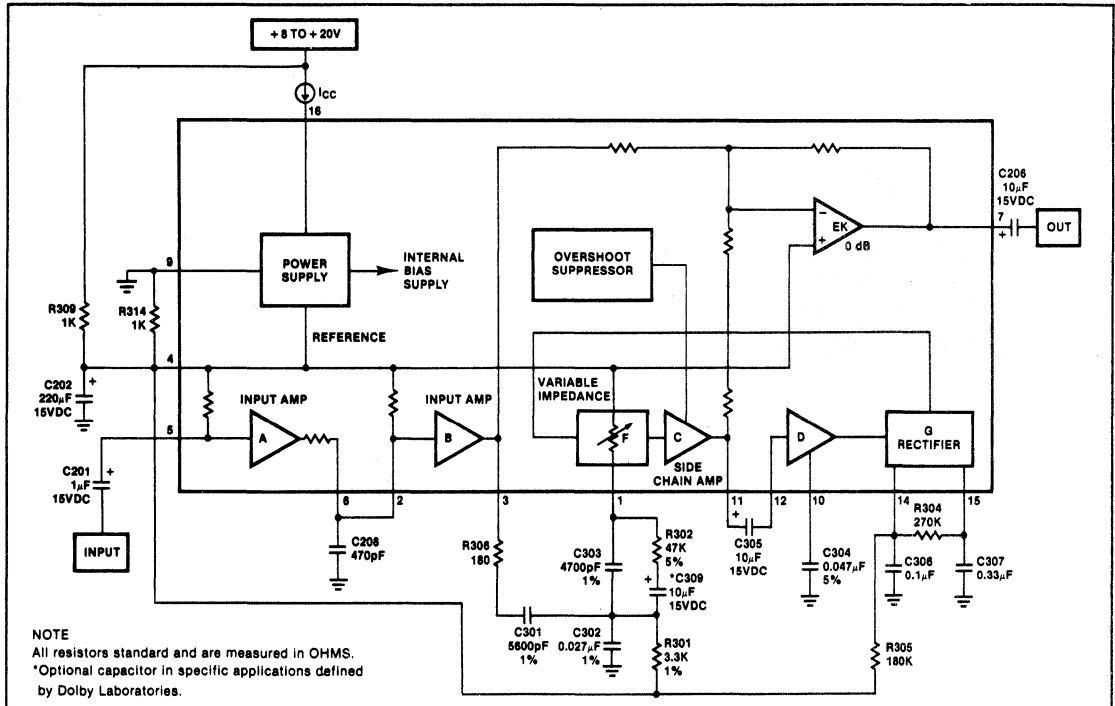 +8 TO +20V
ICC
16
C206
10µF
15VDC
7
+
OUT
−
EK
+
0 dB
9
POWER
SUPPLY
INTERNAL
BIAS
SUPPLY
OVERSHOOT
SUPPRESSOR
R309
1K
R314
1K
REFERENCE
4
C202
220µF
15VDC
+
INPUT AMP
A
INPUT AMP
B
VARIABLE
IMPEDANCE
F
C
SIDE
CHAIN AMP
D
G
RECTIFIER
5
C201
1µF
15VDC
+
INPUT
6
2
3
1
11
12
10
14
15
C208
470pF
R306
180
C303
4700pF
1%
R302
47K
5%
+
*C309
10µF
15VDC
+
C305
10µF
15VDC
C304
0.047µF
5%
R304
270K
C306
0.1µF
C307
0.33µF
C301
5600pF
1%
C302
0.027µF
1%
R301
3.3K
1%
R305
180K
NOTE
All resistors standard and are measured in OHMS.
*Optional capacitor in specific applications defined
by Dolby Laboratories.